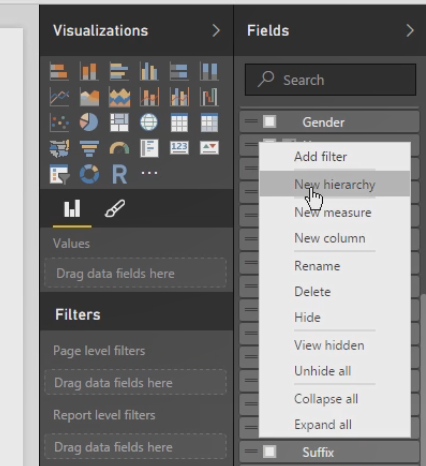 Visualizations
Fields
Search
Gender
Add filter
New hierarchy
New measure
New column
Rename
Delete
Hide
View hidden
Unhide all
Collapse all
Expand all
Suffix
123
R
Values
Drag data fields here
Filters
Page level filters
Drag data fields here
Report level filters
Drag data fields here